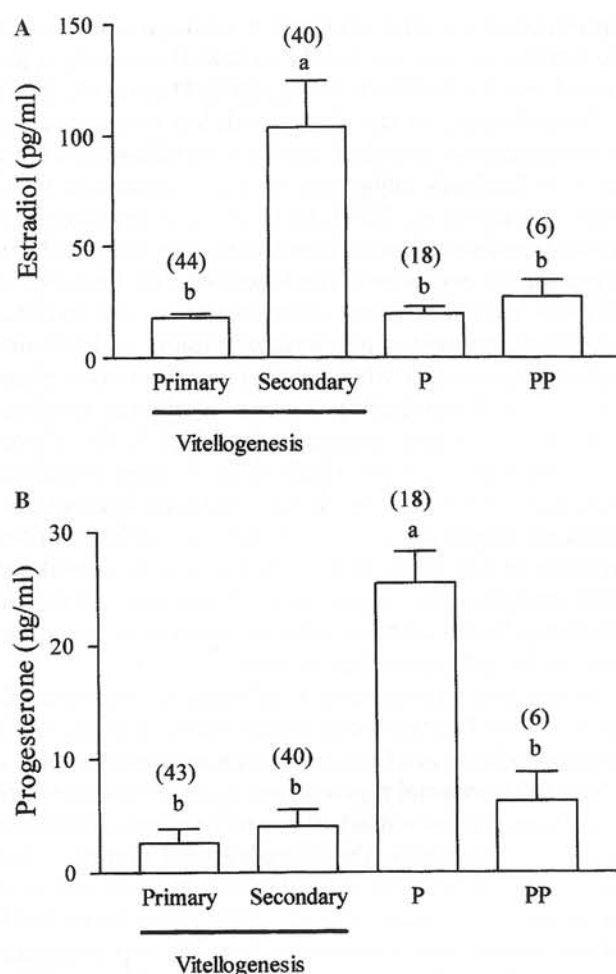 A
150
100
50
0
Estradiol (pg/ml)
(44)
b
(40)
a
(18)
b
(6)
b
Primary Secondary P PP
Vitellogenesis
B
30
20
10
0
Progesterone (ng/ml)
(43)
b
(40)
b
(18)
a
(6)
b
Primary Secondary P PP
Vitellogenesis